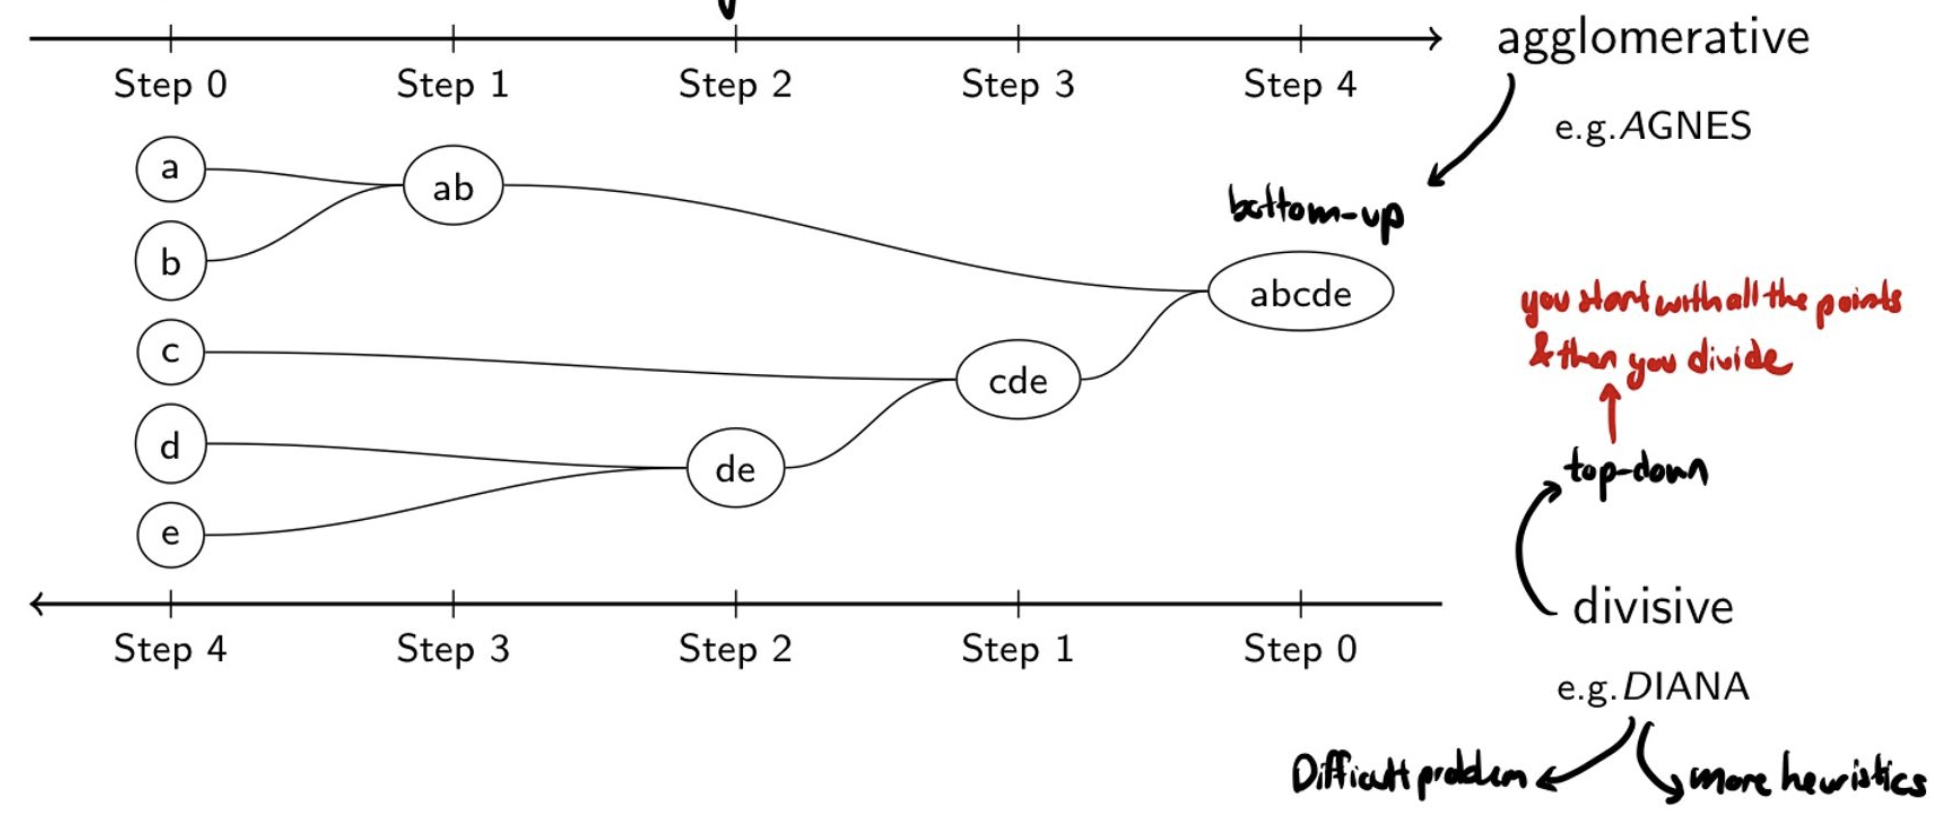 agglomerative
Step 0 Step 1 Step 2 Step 3 Step 4
e.g. AGNES
a
ab
bottom-up
b
abcde
you start with all the points
& then you divide
c
cde
d
de
top-down
e
divisive
Step 4 Step 3 Step 2 Step 1 Step 0
e.g. DIANA
Difficult problem
more heuristics